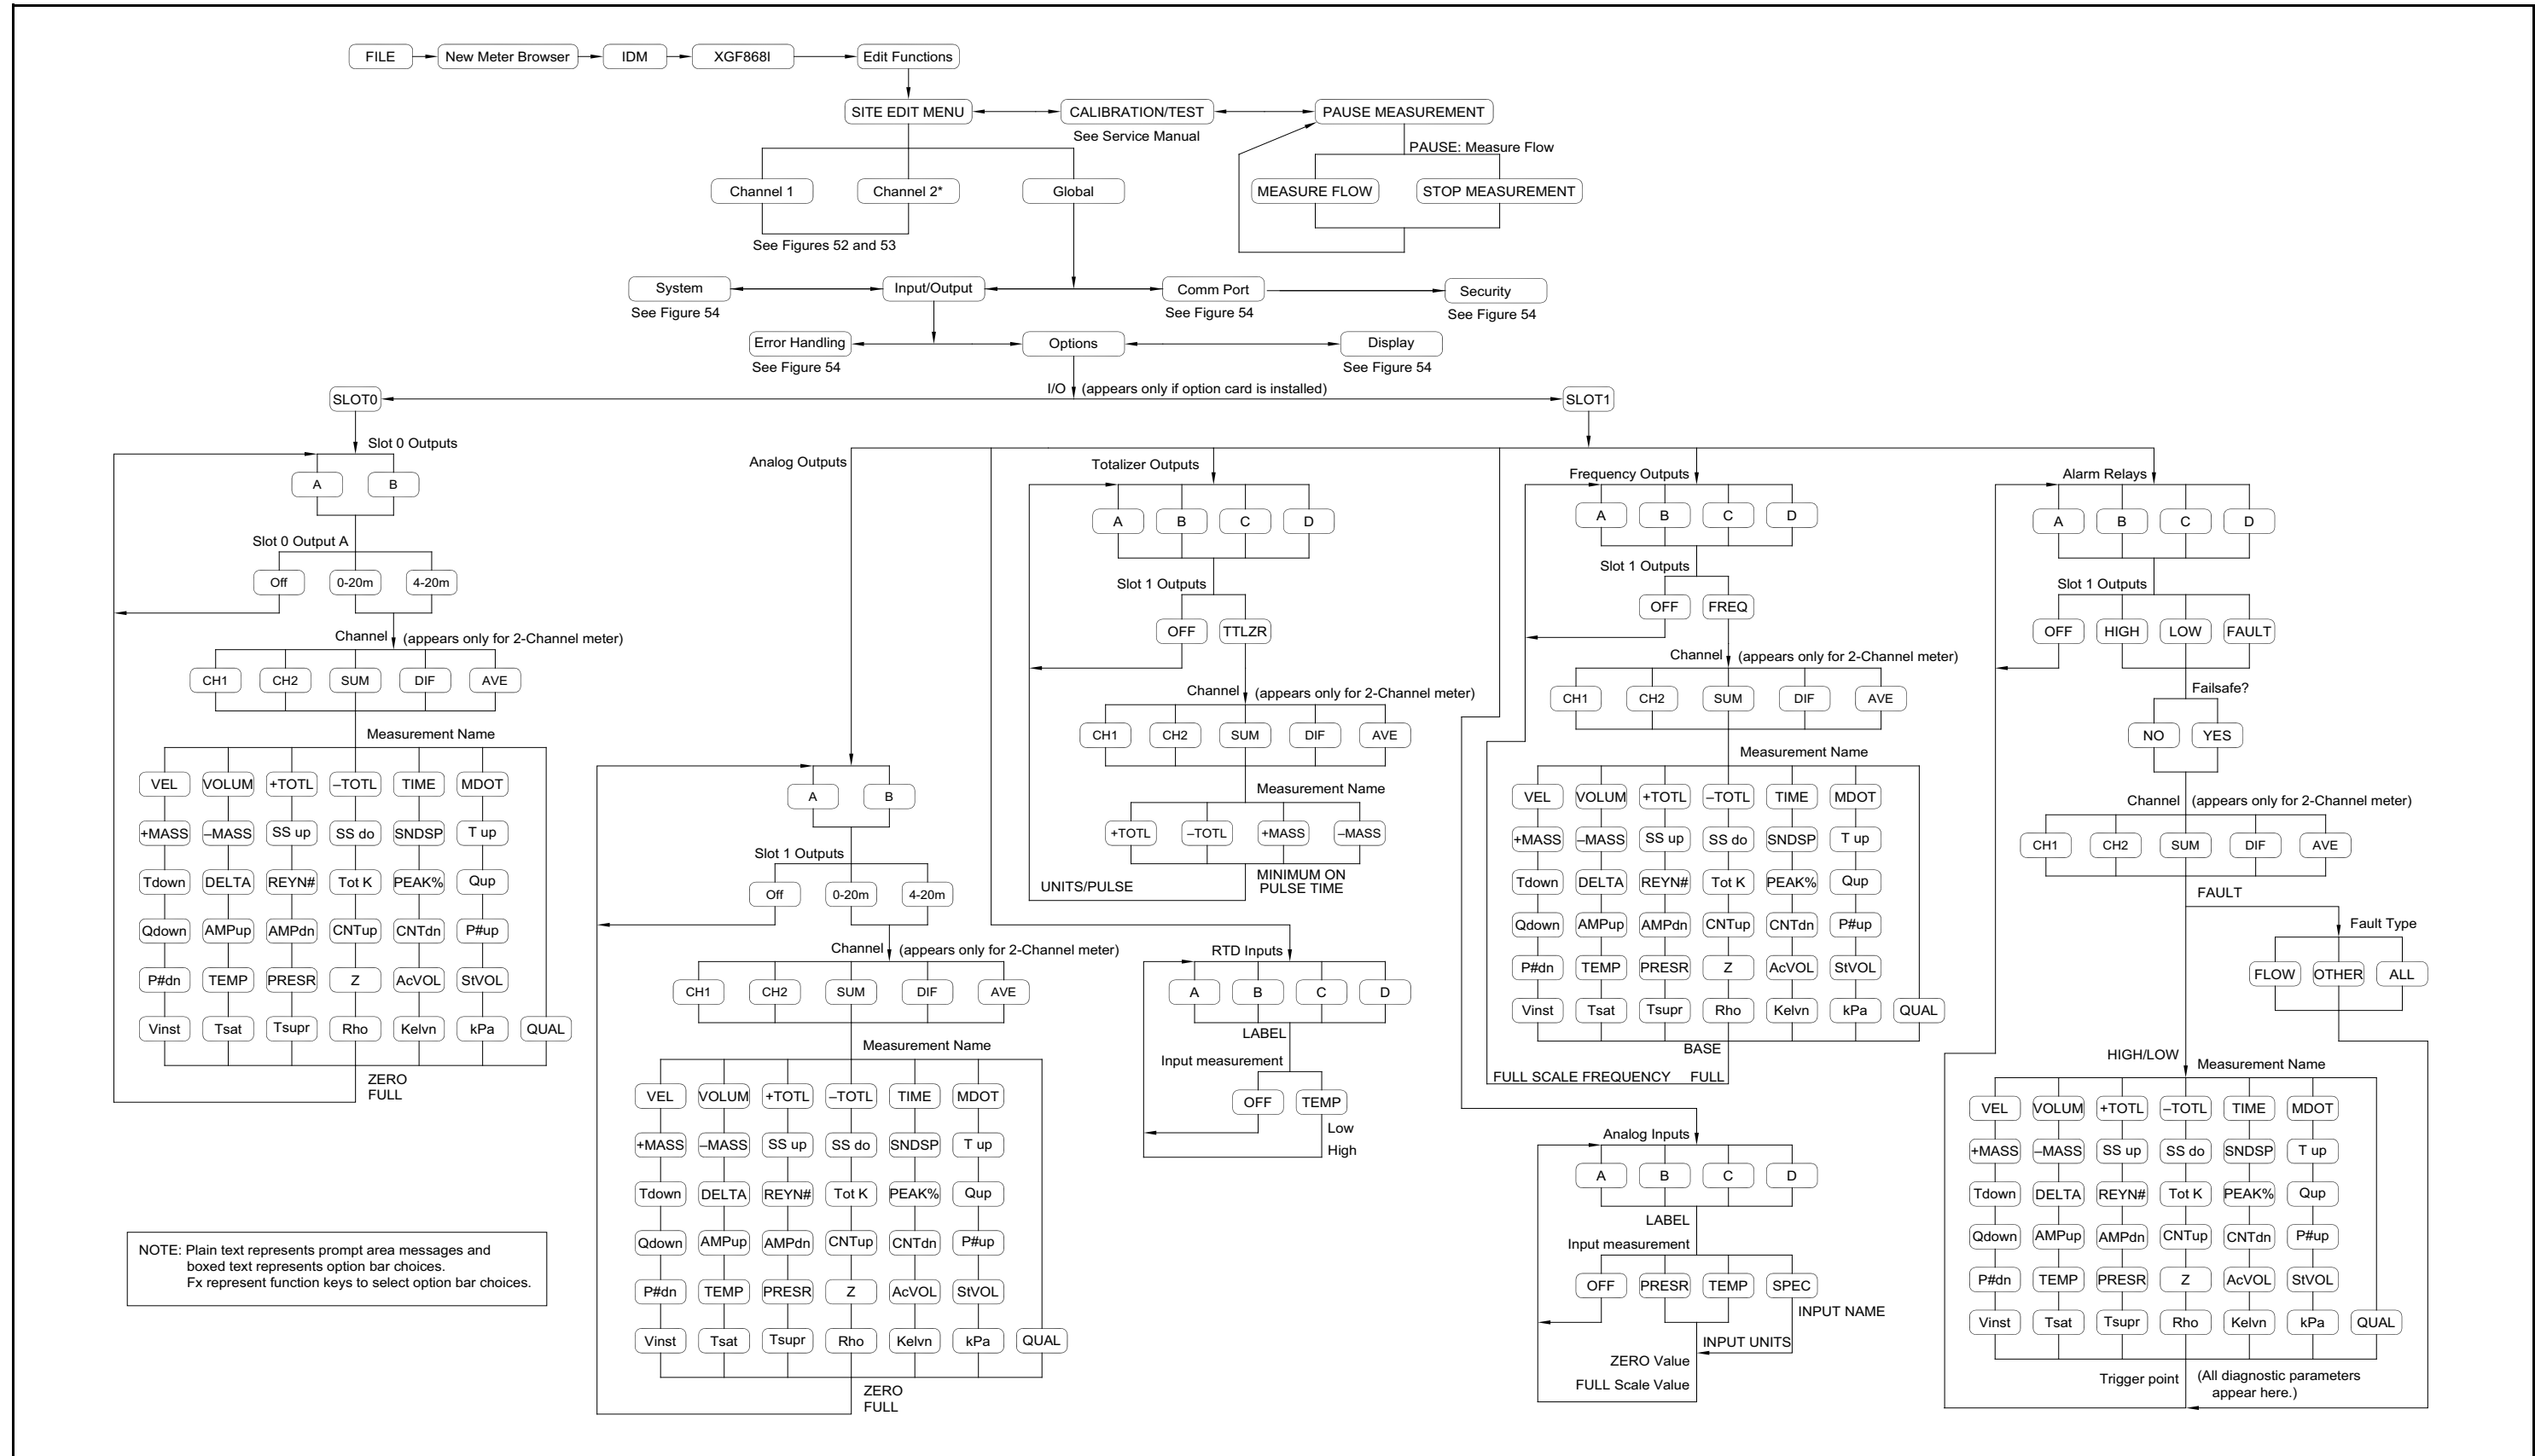 FILE
New Meter Browser
IDM
XGF868I
Edit Functions
SITE EDIT MENU
CALIBRATION/TEST
PAUSE MEASUREMENT
See Service Manual
PAUSE: Measure Flow
Channel 1
Channel 2*
Global
MEASURE FLOW
STOP MEASUREMENT
See Figures 52 and 53
System
Input/Output
Comm Port
Security
See Figure 54
See Figure 54
See Figure 54
Error Handling
Options
Display
See Figure 54
See Figure 54
I/O (appears only if option card is installed)
SLOT0
SLOT1
Slot 0 Outputs
A
B
Slot 0 Output A
Off
0-20m
4-20m
Channel (appears only for 2-Channel meter)
CH1
CH2
SUM
DIF
AVE
Measurement Name
VEL
VOLUM
+TOTL
–TOTL
TIME
MDOT
+MASS
–MASS
SS up
SS do
SNDSP
T up
Tdown
DELTA
REYN#
Tot K
PEAK%
Qup
Qdown
AMPup
AMPdn
CNTup
CNTdn
P#up
P#dn
TEMP
PRESR
Z
AcVOL
StVOL
Vinst
Tsat
Tsupr
Rho
Kelvn
kPa
QUAL
ZERO
FULL
NOTE: Plain text represents prompt area messages and
boxed text represents option bar choices.
Fx represent function keys to select option bar choices.
Analog Outputs
A
B
Slot 1 Outputs
Off
0-20m
4-20m
Channel (appears only for 2-Channel meter)
CH1
CH2
SUM
DIF
AVE
Measurement Name
VEL
VOLUM
+TOTL
–TOTL
TIME
MDOT
+MASS
–MASS
SS up
SS do
SNDSP
T up
Tdown
DELTA
REYN#
Tot K
PEAK%
Qup
Qdown
AMPup
AMPdn
CNTup
CNTdn
P#up
P#dn
TEMP
PRESR
Z
AcVOL
StVOL
Vinst
Tsat
Tsupr
Rho
Kelvn
kPa
QUAL
ZERO
FULL
Totalizer Outputs
A
B
C
D
Slot 1 Outputs
OFF
TTLZR
Channel (appears only for 2-Channel meter)
CH1
CH2
SUM
DIF
AVE
Measurement Name
+TOTL
–TOTL
+MASS
–MASS
UNITS/PULSE
MINIMUM ON
PULSE TIME
RTD Inputs
A
B
C
D
LABEL
Input measurement
OFF
TEMP
Low
High
Frequency Outputs
A
B
C
D
Slot 1 Outputs
OFF
FREQ
Channel (appears only for 2-Channel meter)
CH1
CH2
SUM
DIF
AVE
Measurement Name
VEL
VOLUM
+TOTL
–TOTL
TIME
MDOT
+MASS
–MASS
SS up
SS do
SNDSP
T up
Tdown
DELTA
REYN#
Tot K
PEAK%
Qup
Qdown
AMPup
AMPdn
CNTup
CNTdn
P#up
P#dn
TEMP
PRESR
Z
AcVOL
StVOL
Vinst
Tsat
Tsupr
Rho
Kelvn
kPa
QUAL
BASE
FULL SCALE FREQUENCY FULL
Analog Inputs
A
B
C
D
LABEL
Input measurement
OFF
PRESR
TEMP
SPEC
INPUT NAME
INPUT UNITS
ZERO Value
FULL Scale Value
Alarm Relays
A
B
C
D
Slot 1 Outputs
OFF
HIGH
LOW
FAULT
Failsafe?
NO
YES
Channel (appears only for 2-Channel meter)
CH1
CH2
SUM
DIF
AVE
FAULT
Fault Type
FLOW
OTHER
ALL
HIGH/LOW
Measurement Name
VEL
VOLUM
+TOTL
–TOTL
TIME
MDOT
+MASS
–MASS
SS up
SS do
SNDSP
T up
Tdown
DELTA
REYN#
Tot K
PEAK%
Qup
Qdown
AMPup
AMPdn
CNTup
CNTdn
P#up
P#dn
TEMP
PRESR
Z
AcVOL
StVOL
Vinst
Tsat
Tsupr
Rho
Kelvn
kPa
QUAL
Trigger point
(All diagnostic parameters
appear here.)